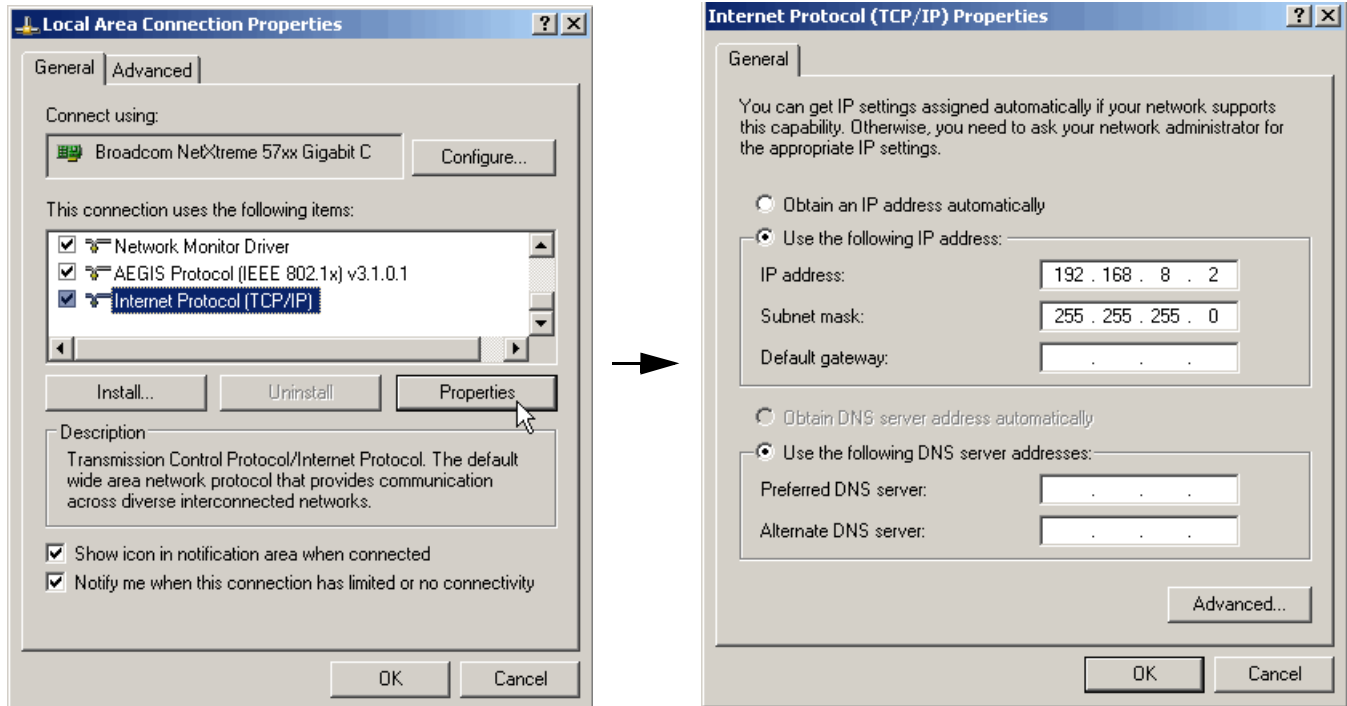 Local Area Connection Properties
General
Advanced
Connect using:
Broadcom NetXtreme 57xx Gigabit C
Configure...
This connection uses the following items:
Network Monitor Driver
AEGIS Protocol (IEEE 802.1x) v3.1.0.1
Internet Protocol (TCP/IP)
Install...
Uninstall
Properties
Description
Transmission Control Protocol/Internet Protocol. The default
wide area network protocol that provides communication
across diverse interconnected networks.
Show icon in notification area when connected
Notify me when this connection has limited or no connectivity
OK
Cancel
Internet Protocol (TCP/IP) Properties
General
You can get IP settings assigned automatically if your network supports
this capability. Otherwise, you need to ask your network administrator for
the appropriate IP settings.
Obtain an IP address automatically
Use the following IP address:
IP address:
192 . 168 . 8 . 2
Subnet mask:
255 . 255 . 255 . 0
Default gateway:
. . .
Obtain DNS server address automatically
Use the following DNS server addresses:
Preferred DNS server:
. . .
Alternate DNS server:
. . .
Advanced...
OK
Cancel